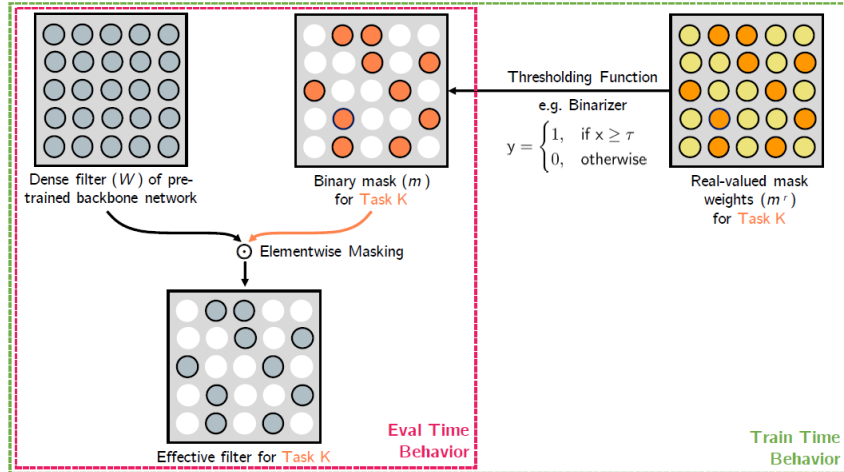 Dense filter (W) of pre-
trained backbone network
Binary mask (m)
for Task K
Thresholding Function
e.g. Binarizer
y = {1, if x ≥ τ
0, otherwise
Real-valued mask
weights (mʳ)
for Task K
⊙ Elementwise Masking
Effective filter for Task K
Eval Time
Behavior
Train Time
Behavior